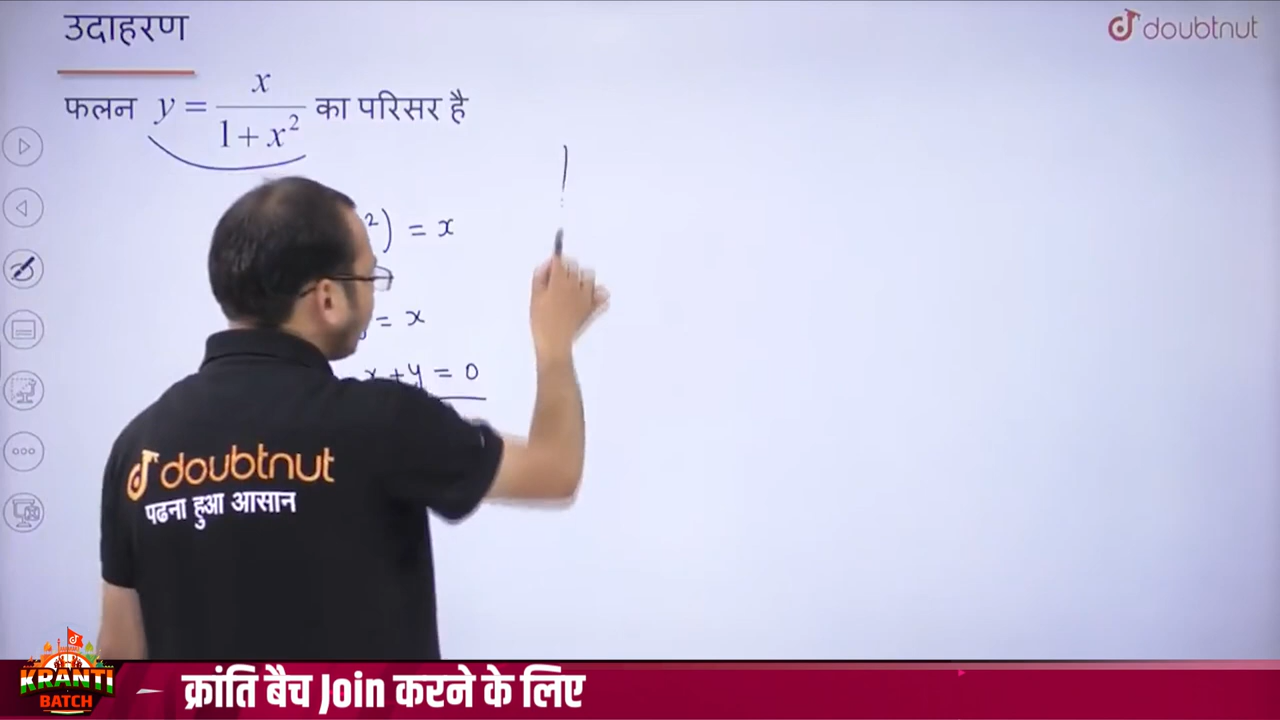 उदाहरण
doubtnut
फलन y = x / (1 + x²) का परिसर है
²) = x
= x
x + y = 0
doubtnut
पढना हुआ आसान
KRANTI
BATCH
क्रांति बैच Join करने के लिए